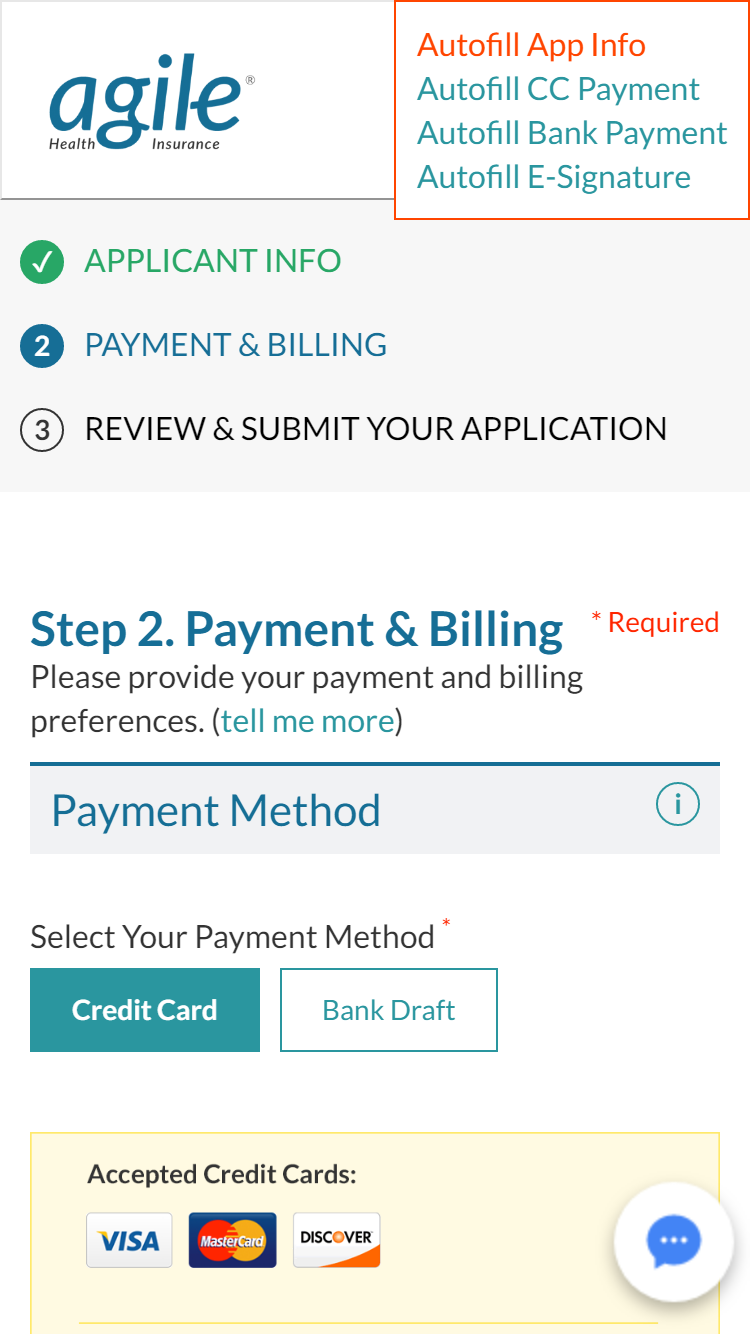 agile®
Health Insurance
Autofill App Info
Autofill CC Payment
Autofill Bank Payment
Autofill E-Signature
✓ APPLICANT INFO
2 PAYMENT & BILLING
3 REVIEW & SUBMIT YOUR APPLICATION
Step 2. Payment & Billing * Required
Please provide your payment and billing
preferences. (tell me more)
Payment Method i
Select Your Payment Method *
Credit Card Bank Draft
Accepted Credit Cards:
VISA MasterCard DISCOVER